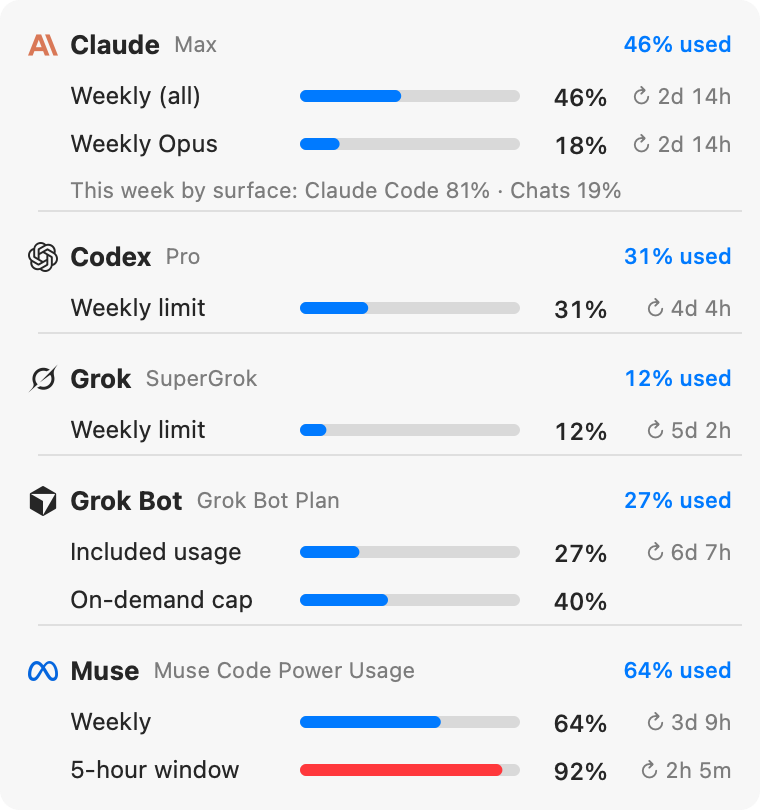 Claude Max 46% used
Weekly (all) 46% 2d 14h
Weekly Opus 18% 2d 14h
This week by surface: Claude Code 81% · Chats 19%
Codex Pro 31% used
Weekly limit 31% 4d 4h
Grok SuperGrok 12% used
Weekly limit 12% 5d 2h
Grok Bot Grok Bot Plan 27% used
Included usage 27% 6d 7h
On-demand cap 40%
Muse Muse Code Power Usage 64% used
Weekly 64% 3d 9h
5-hour window 92% 2h 5m